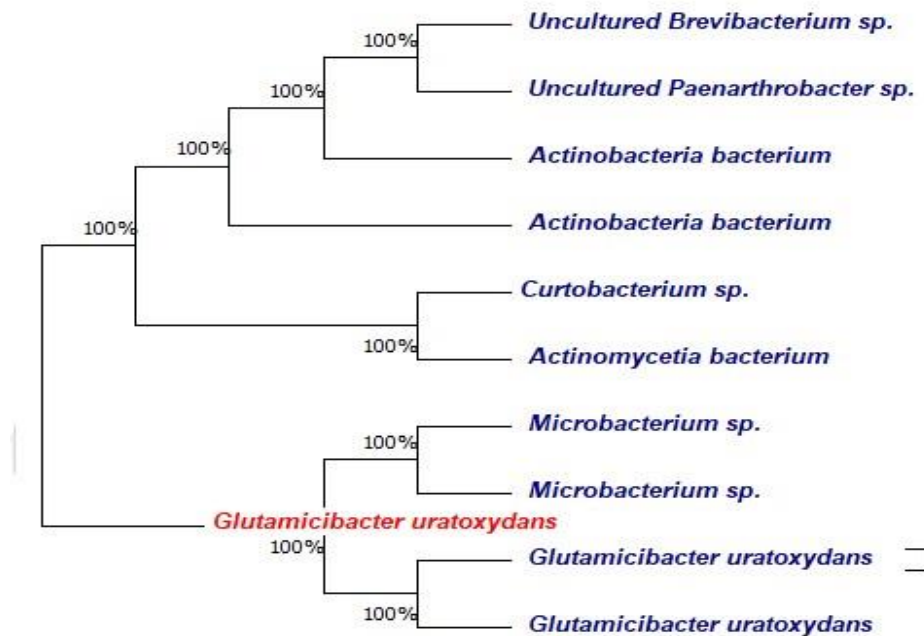 100%
Uncultured Brevibacterium sp.
100%
Uncultured Paenarthrobacter sp.
100%
Actinobacteria bacterium
100%
Actinobacteria bacterium
Curtobacterium sp.
100%
Actinomycetia bacterium
Microbacterium sp.
100%
Microbacterium sp.
Glutamicibacter uratoxydans
100%
Glutamicibacter uratoxydans
100%
Glutamicibacter uratoxydans